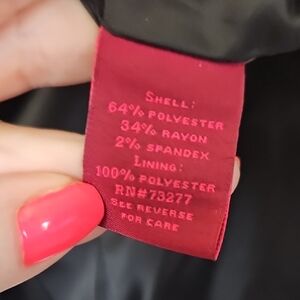 SHELL:
64% POLYESTER
34% RAYON
2% SPANDEX
LINING:
100% POLYESTER
RN#73277
SEE REVERSE
FOR CARE